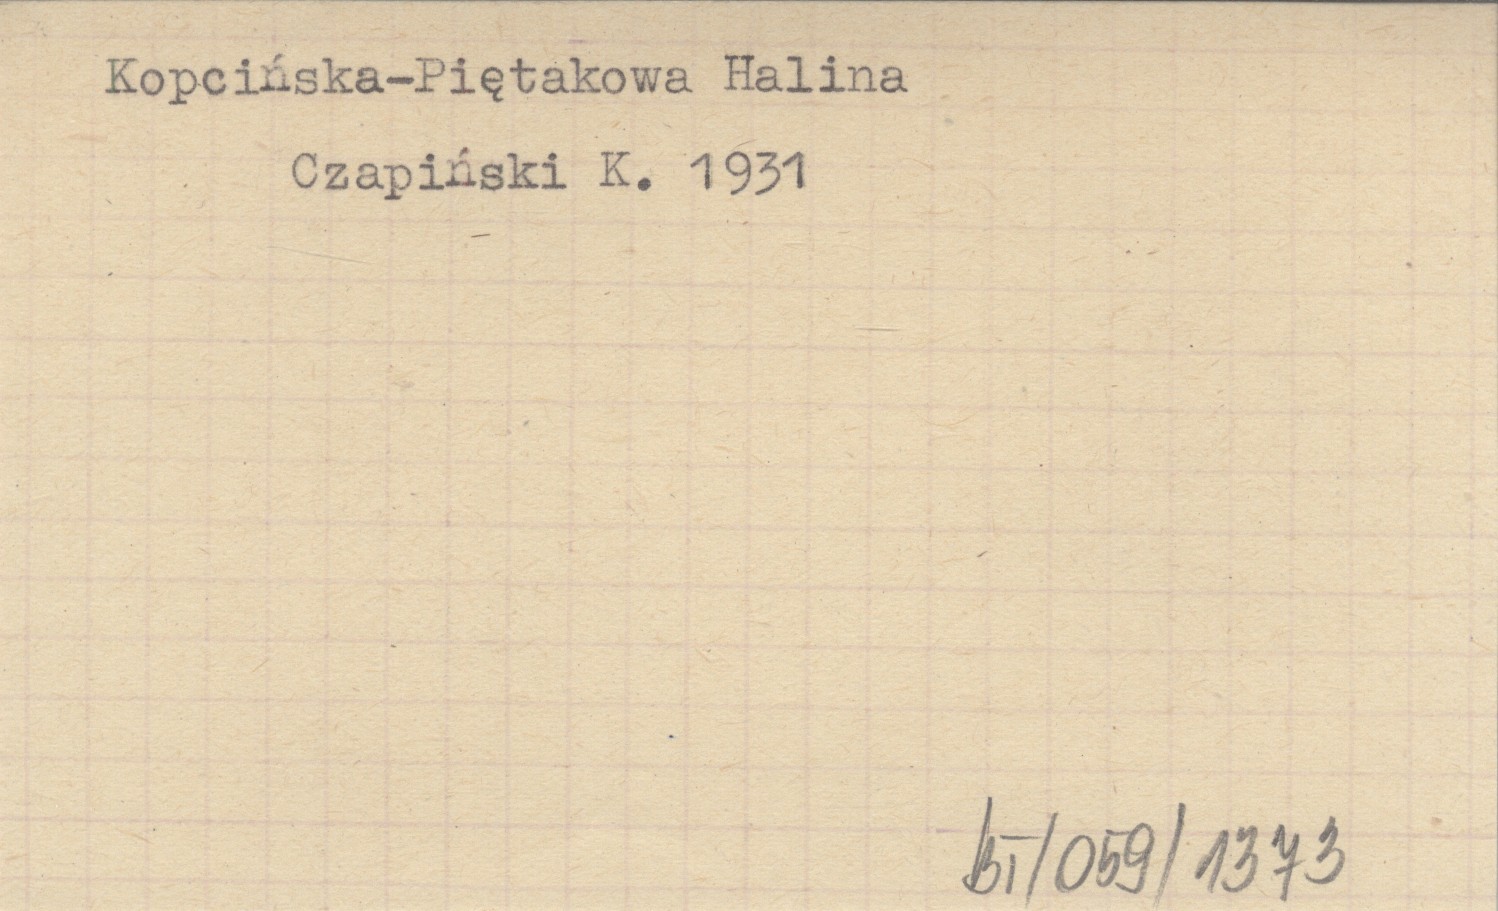 Kopcińska-Piętakowa Halina
Czapiński K. 1931
BI/059/1373